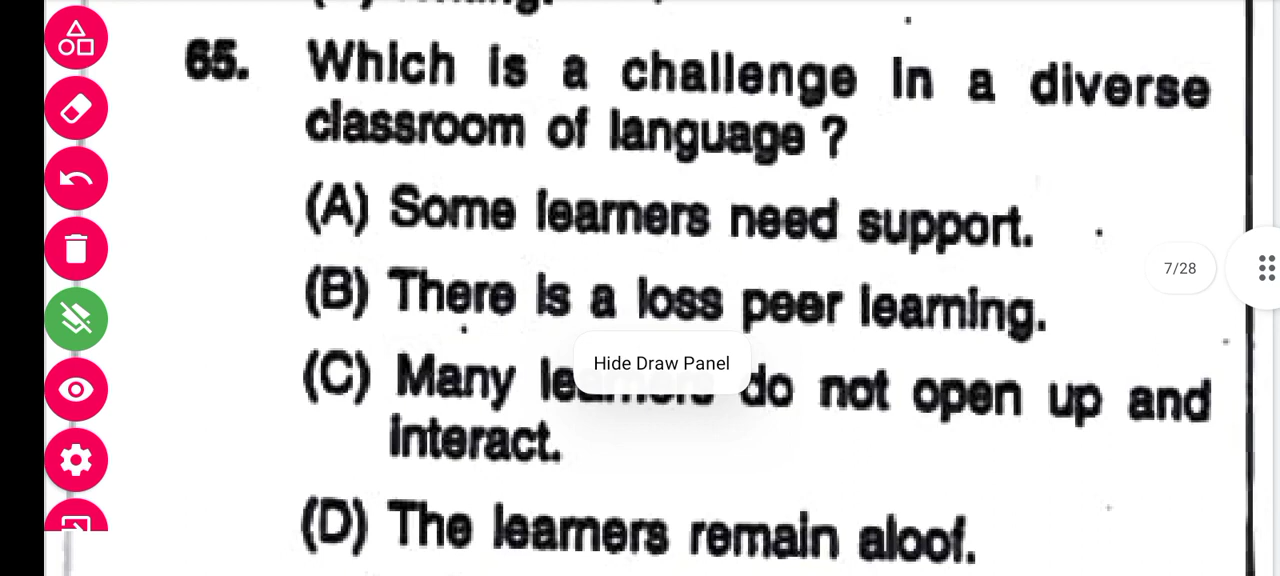 65. Which is a challenge in a diverse
classroom of language ?
(A) Some learners need support.
(B) There is a loss peer learning.
7/28
Hide Draw Panel
(C) Many do not open up and
interact.
(D) The learners remain aloof.